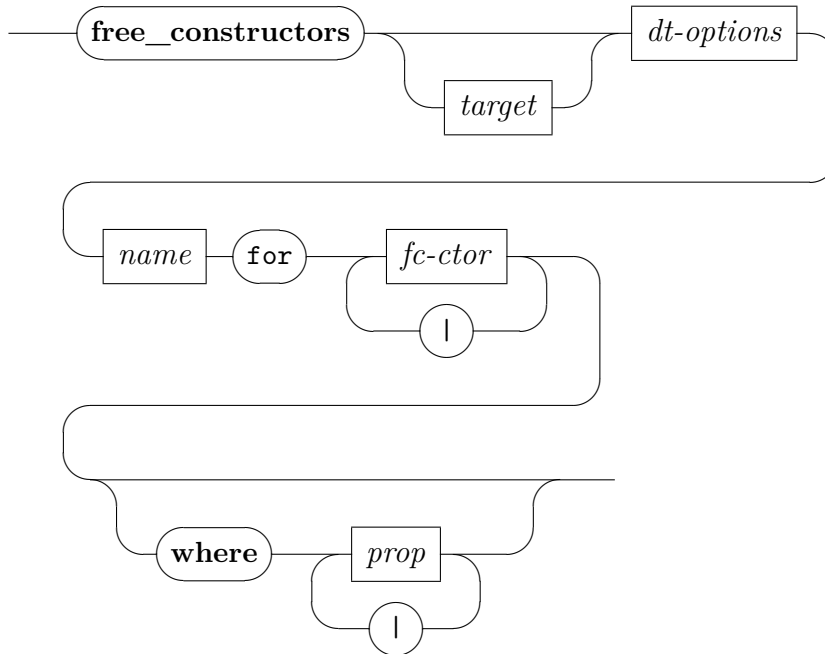 free_constructors dt-options
target
name for fc-ctor
|
where prop
|